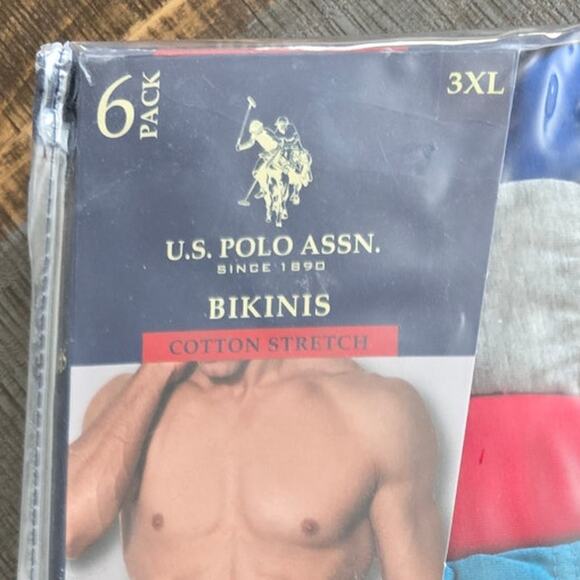 6
PACK
3XL
U.S. POLO ASSN.
SINCE 1890
BIKINIS
COTTON STRETCH